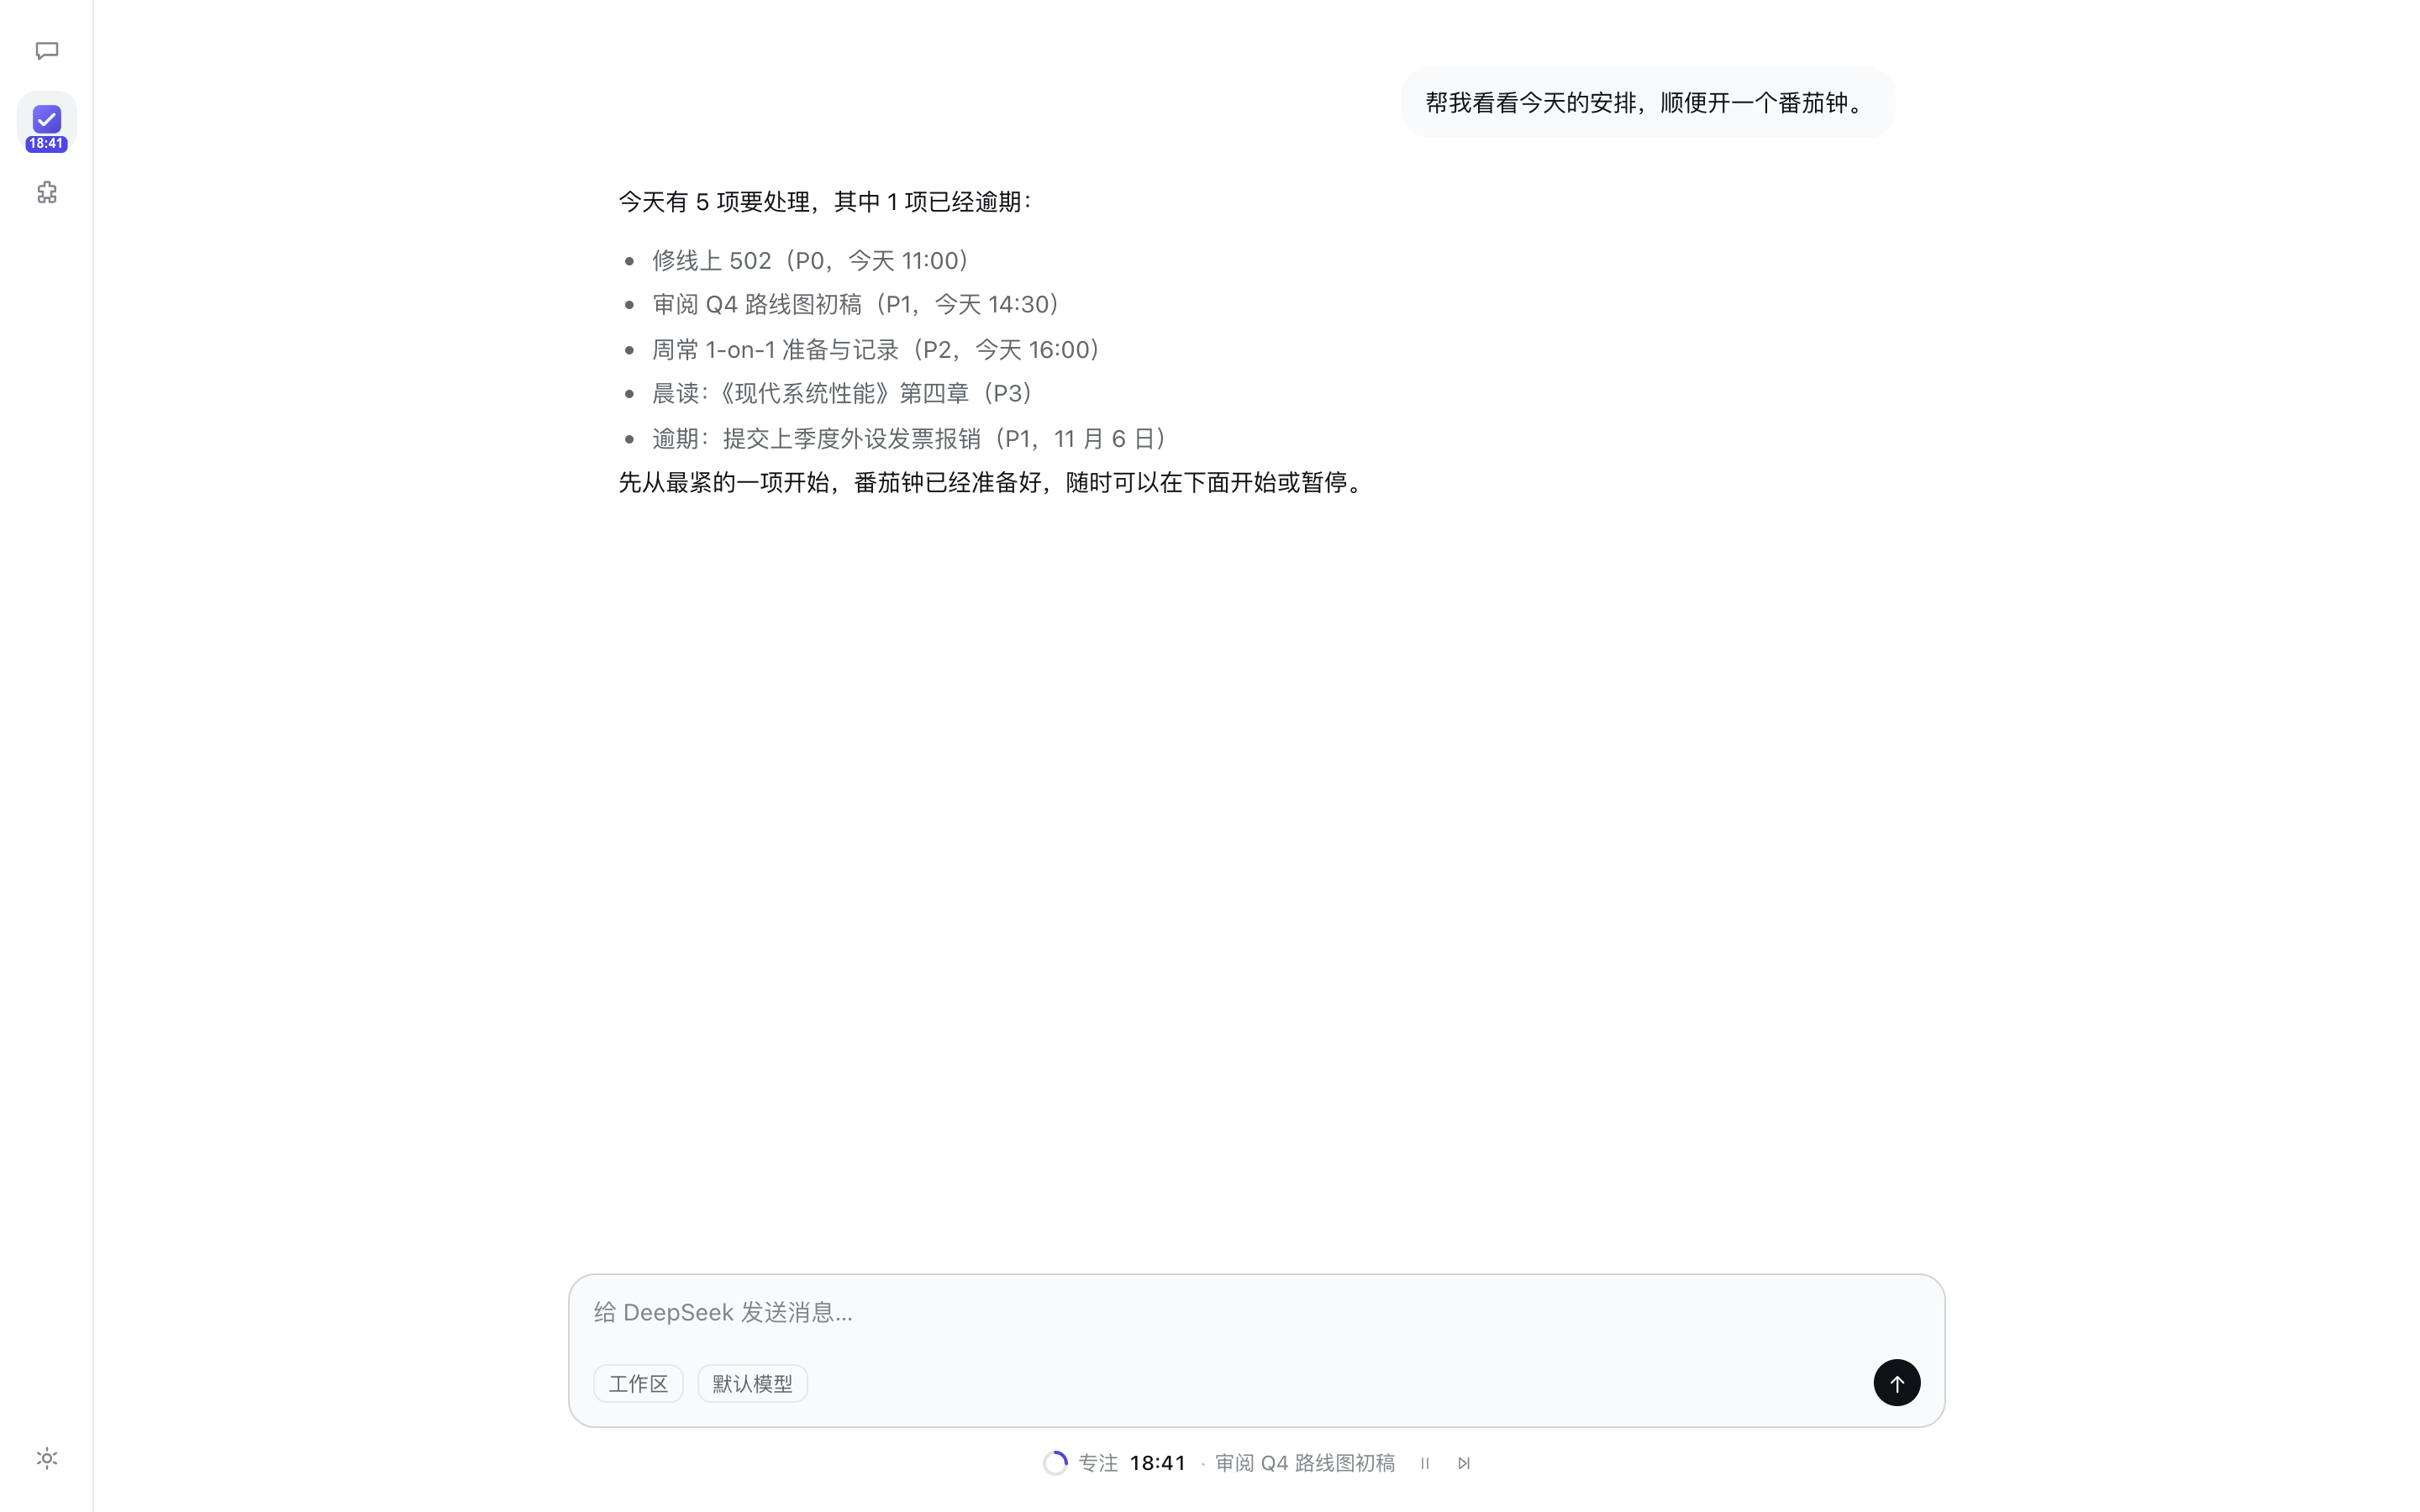 18:41
帮我看看今天的安排，顺便开一个番茄钟。
今天有 5 项要处理，其中 1 项已经逾期：
修线上 502（P0，今天 11:00）
审阅 Q4 路线图初稿（P1，今天 14:30）
周常 1-on-1 准备与记录（P2，今天 16:00）
晨读：《现代系统性能》第四章（P3）
逾期：提交上季度外设发票报销（P1，11 月 6 日）
先从最紧的一项开始，番茄钟已经准备好，随时可以在下面开始或暂停。
给 DeepSeek 发送消息...
工作区 默认模型
专注 18:41 · 审阅 Q4 路线图初稿